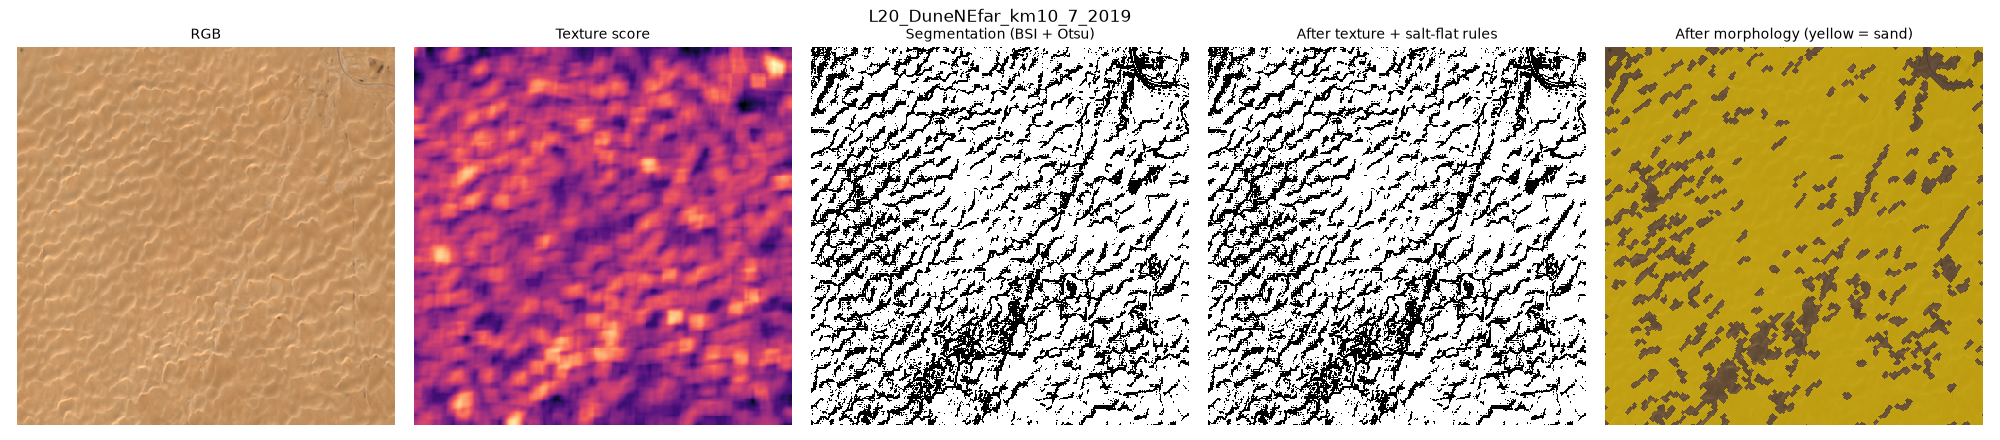 L20_DuneNEfar_km10_7_2019
RGB
Texture score
Segmentation (BSI + Otsu)
After texture + salt-flat rules
After morphology (yellow = sand)